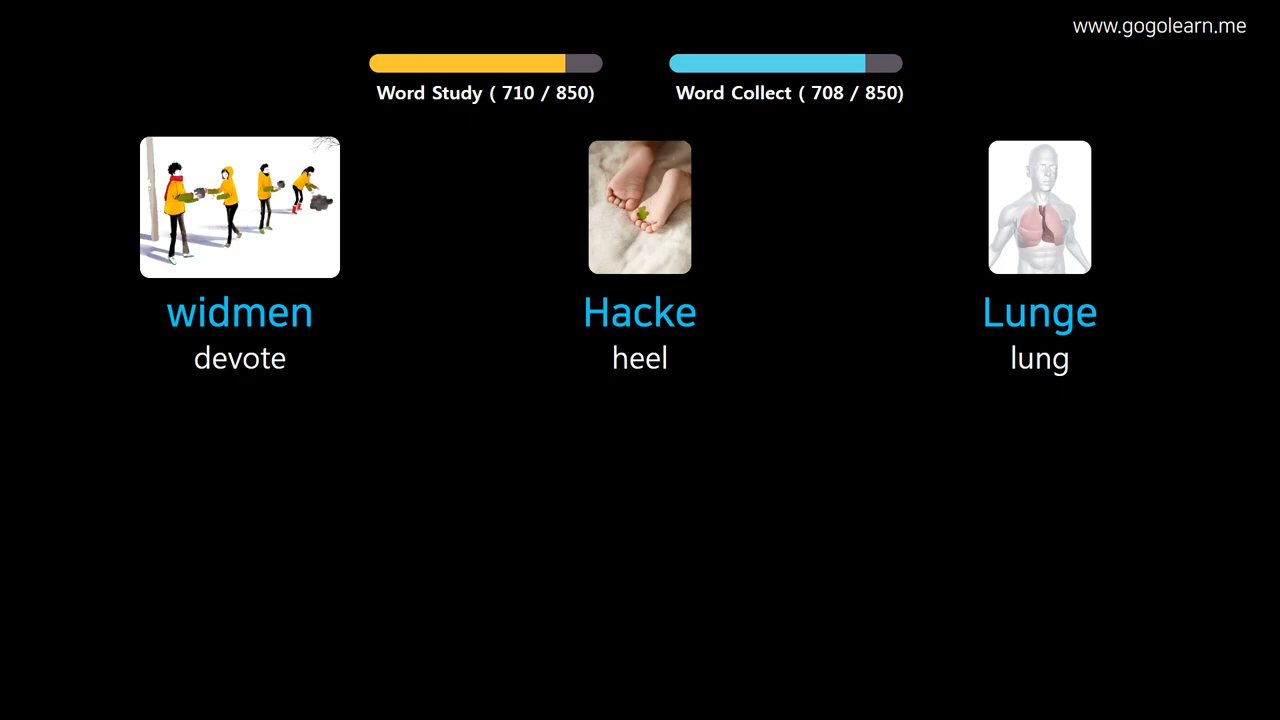 www.gogolearn.me
Word Study ( 710 / 850)
Word Collect ( 708 / 850)
widmen
devote
Hacke
heel
Lunge
lung